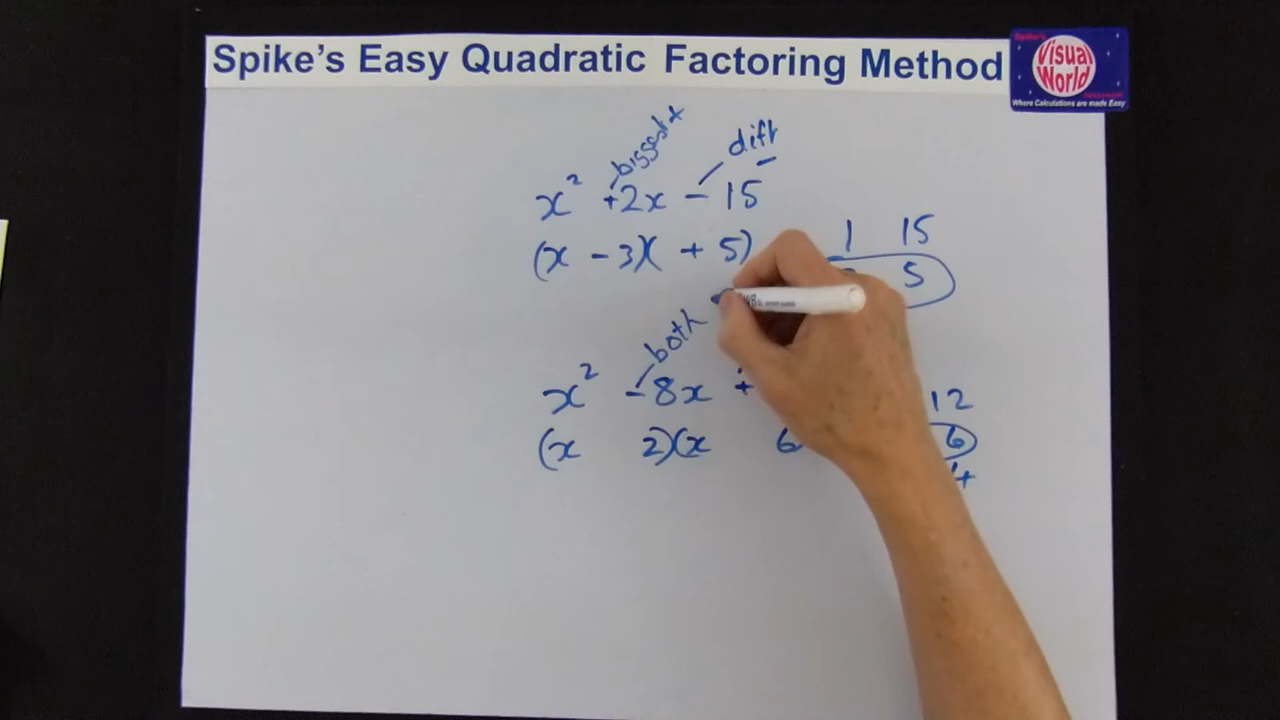 Spike's Easy Quadratic Factoring Method
Spike's
Visual
World
Where Calculations are made Easy
biggest +
diff
x² +2x - 15
(x - 3)( + 5)
1 15
5
both
x² - 8x +
12
(x 2)(x 6
6